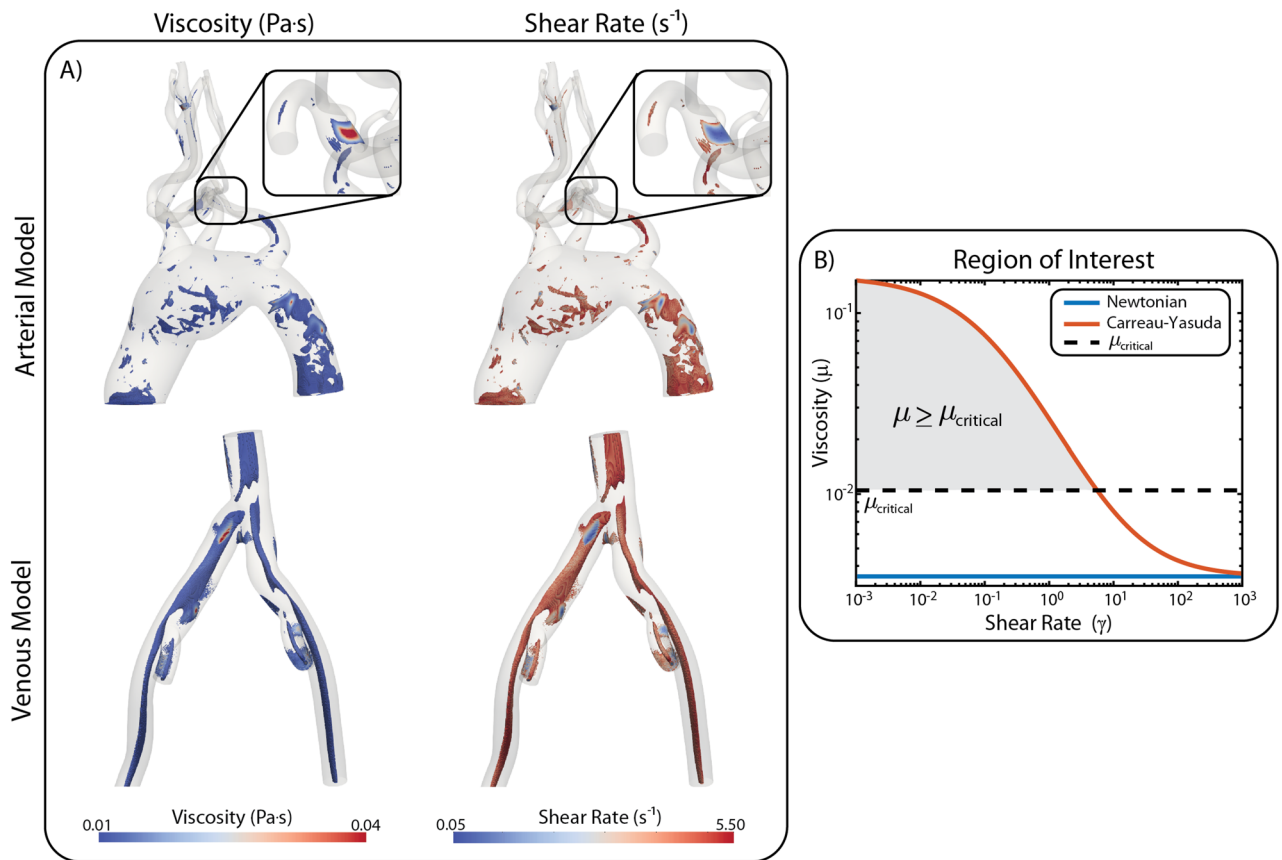 Viscosity (Pa·s)
Shear Rate (s⁻¹)
A)
Arterial Model
Venous Model
Viscosity (Pa·s)
0.01
0.04
Shear Rate (s⁻¹)
0.05
5.50
B)
Region of Interest
Newtonian
Carreau-Yasuda
μcritical
Viscosity (μ)
10⁻¹
10⁻²
μ ≥ μcritical
μcritical
10⁻³ 10⁻² 10⁻¹ 10⁰ 10¹ 10² 10³
Shear Rate (γ)